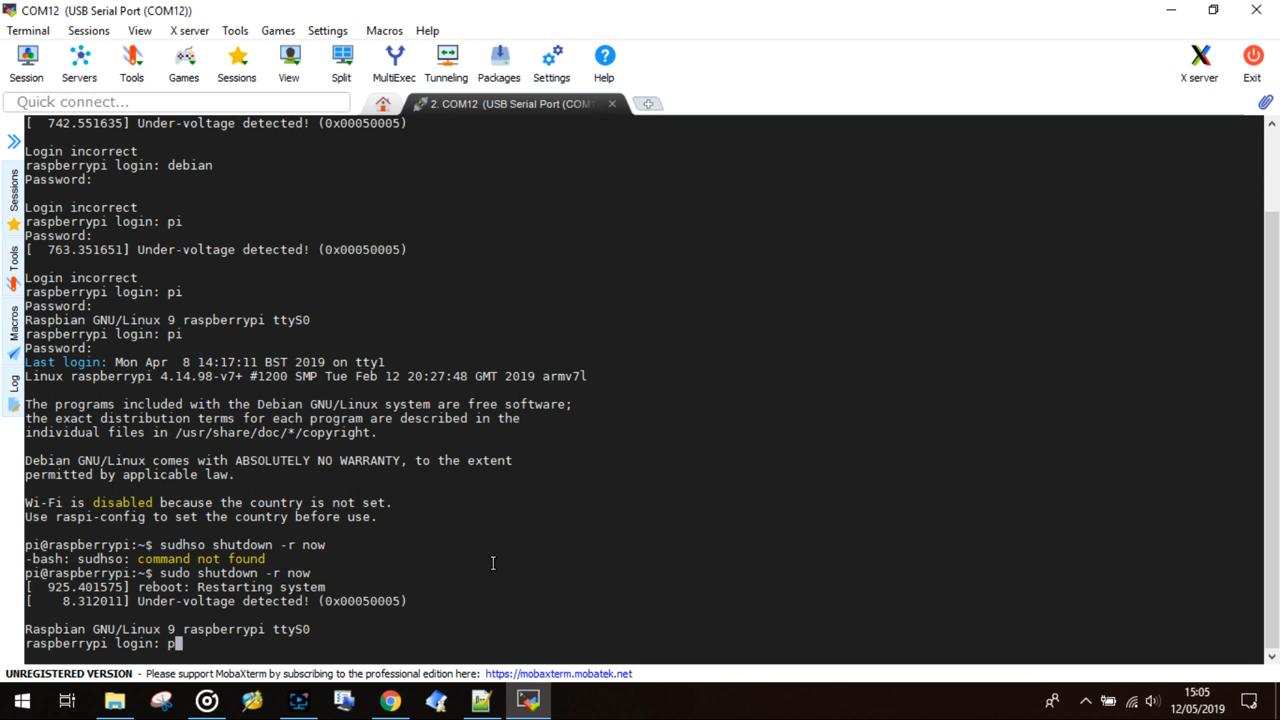 COM12 (USB Serial Port (COM12))
Terminal Sessions View X server Tools Games Settings Macros Help
Session Servers Tools Games Sessions View Split MultiExec Tunneling Packages Settings Help X server Exit
Quick connect...
2. COM12 (USB Serial Port (COM
Sessions
Tools
Macros
Log
[  742.551635] Under-voltage detected! (0x00050005)
Login incorrect
raspberrypi login: debian
Password:
Login incorrect
raspberrypi login: pi
Password:
[  763.351651] Under-voltage detected! (0x00050005)
Login incorrect
raspberrypi login: pi
Password:
Raspbian GNU/Linux 9 raspberrypi ttyS0
raspberrypi login: pi
Password:
Last login: Mon Apr  8 14:17:11 BST 2019 on tty1
Linux raspberrypi 4.14.98-v7+ #1200 SMP Tue Feb 12 20:27:48 GMT 2019 armv7l
The programs included with the Debian GNU/Linux system are free software;
the exact distribution terms for each program are described in the
individual files in /usr/share/doc/*/copyright.
Debian GNU/Linux comes with ABSOLUTELY NO WARRANTY, to the extent
permitted by applicable law.
Wi-Fi is disabled because the country is not set.
Use raspi-config to set the country before use.
pi@raspberrypi:~$ sudhso shutdown -r now
-bash: sudhso: command not found
pi@raspberrypi:~$ sudo shutdown -r now
[  925.401575] reboot: Restarting system
[    8.312011] Under-voltage detected! (0x00050005)
Raspbian GNU/Linux 9 raspberrypi ttyS0
raspberrypi login: p
UNREGISTERED VERSION - Please support MobaXterm by subscribing to the professional edition here: https://mobaxterm.mobatek.net
15:05
12/05/2019